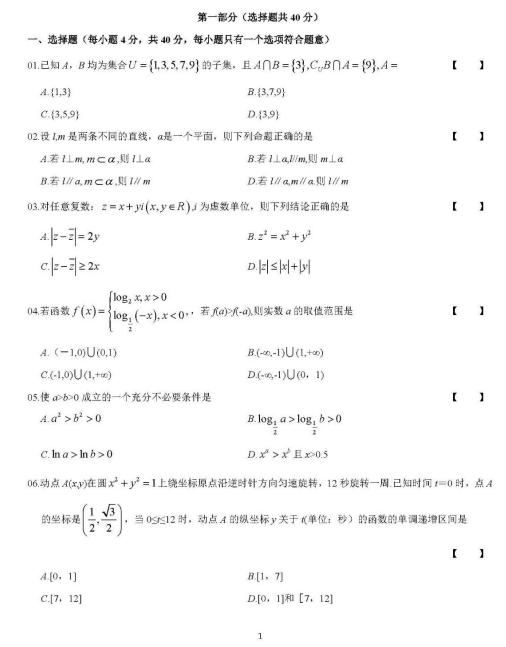 第一部分（选择题共 40 分）
一、选择题（每小题 4 分，共 40 分，每小题只有一个选项符合题意）
01.已知 A，B 均为集合 U = {1,3,5,7,9} 的子集，且 A⋂B = {3},C_U B⋂A = {9}, A = 【 】
A.{1,3} B.{3,7,9}
C.{3,5,9} D.{3,9}
02.设 l,m 是两条不同的直线，α是一个平面，则下列命题正确的是 【 】
A.若 l⊥m, m⊂α,则 l⊥α B.若 l⊥α,l//m,则 m⊥α
B.若 l//α, m⊂α,则 l//m D.若 l//α,m//α.则 l//m
03.对任意复数：z = x + yi (x, y∈R),i 为虚数单位，则下列结论正确的是 【 】
A.|z − z̅| = 2y B.z² = x² + y²
C.|z − z̅| ≥ 2x D.|z| ≤ |x| + |y|
04.若函数 f(x) = {log₂ x, x > 0; log_{1/2}(−x), x < 0, ，若 f(a)>f(-a),则实数 a 的取值范围是 【 】
A.（－1,0)⋃(0,1) B.(-∞,-1)⋃(1,+∞)
C.(-1,0)⋃(1,+∞) D.(-∞,-1)⋃(0，1)
05.使 a>b>0 成立的一个充分不必要条件是 【 】
A.a² > b² > 0 B.log_{1/2} a > log_{1/2} b > 0
C.ln a > ln b > 0 D. xᵃ > xᵇ 且 x>0.5
06.动点 A(x,y)在圆 x² + y² = 1上绕坐标原点沿逆时针方向匀速旋转，12 秒旋转一周.已知时间 t=0 时，点A
的坐标是(1/2, √3/2)，当 0≤t≤12 时，动点 A 的纵坐标 y 关于 t(单位：秒）的函数的单调递增区间是
【 】
A.[0，1] B.[1，7]
C.[7，12] D.[0，1]和［7，12]
1